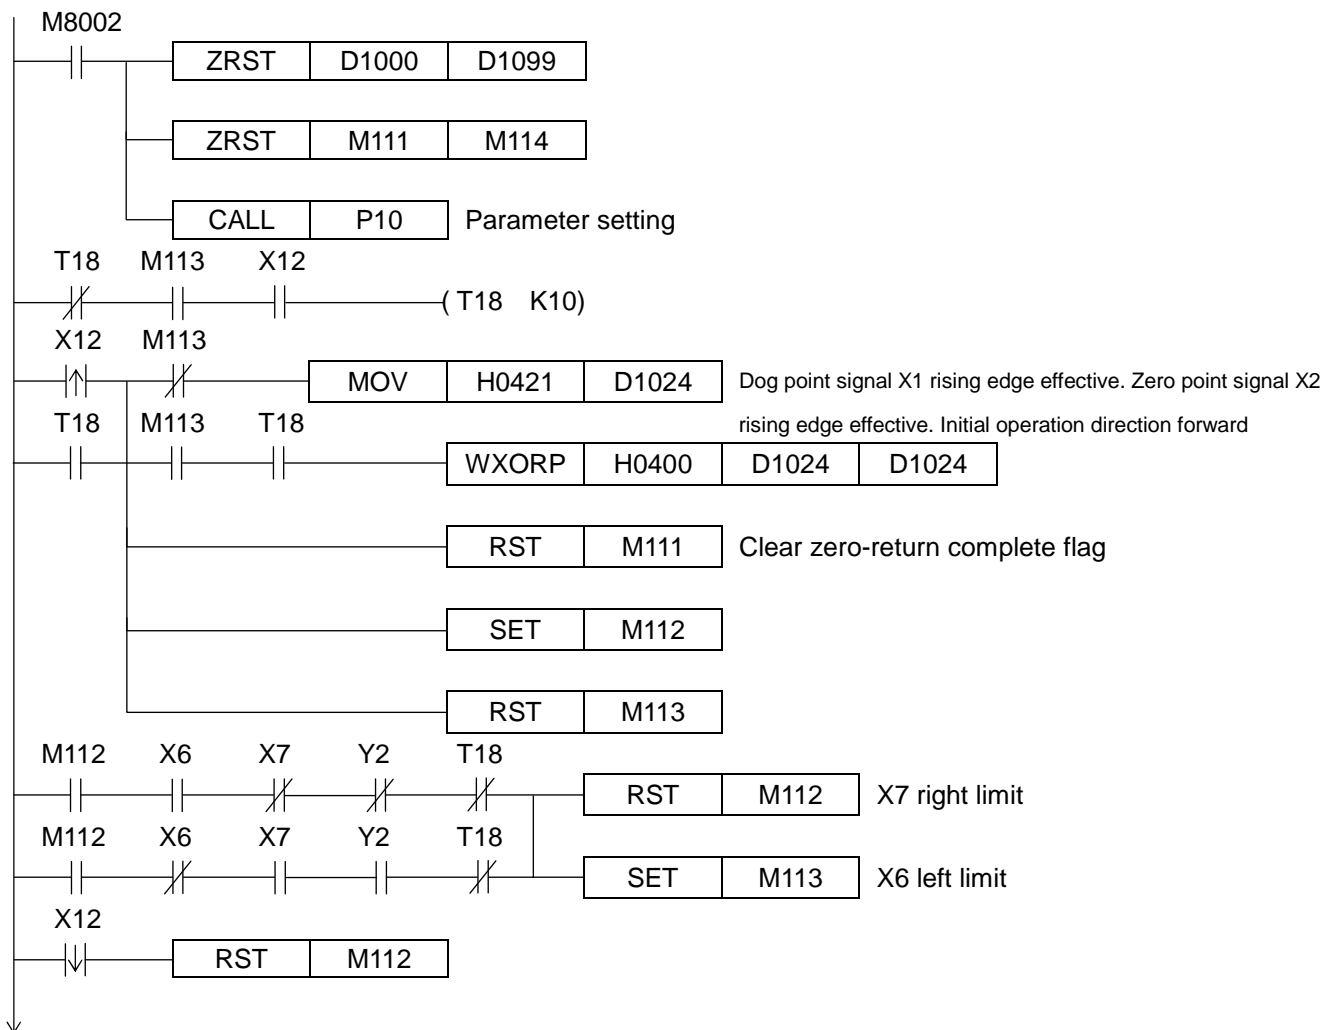 M8002
ZRST D1000 D1099
ZRST M111 M114
CALL P10 Parameter setting
T18 M113 X12
( T18 K10)
X12 M113
MOV H0421 D1024 Dog point signal X1 rising edge effective. Zero point signal X2
T18 M113 T18 rising edge effective. Initial operation direction forward
WXORP H0400 D1024 D1024
RST M111 Clear zero-return complete flag
SET M112
RST M113
M112 X6 X7 Y2 T18
RST M112 X7 right limit
M112 X6 X7 Y2 T18
SET M113 X6 left limit
X12
RST M112